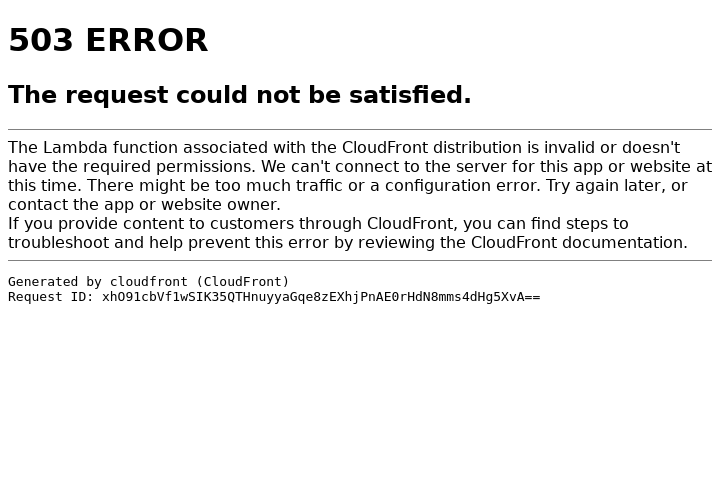 503 ERROR
The request could not be satisfied.
The Lambda function associated with the CloudFront distribution is invalid or doesn't
have the required permissions. We can't connect to the server for this app or website at
this time. There might be too much traffic or a configuration error. Try again later, or
contact the app or website owner.
If you provide content to customers through CloudFront, you can find steps to
troubleshoot and help prevent this error by reviewing the CloudFront documentation.
Generated by cloudfront (CloudFront)
Request ID: xhO91cbVf1wSIK35QTHnuyyaGqe8zEXhjPnAE0rHdN8mms4dHg5XvA==